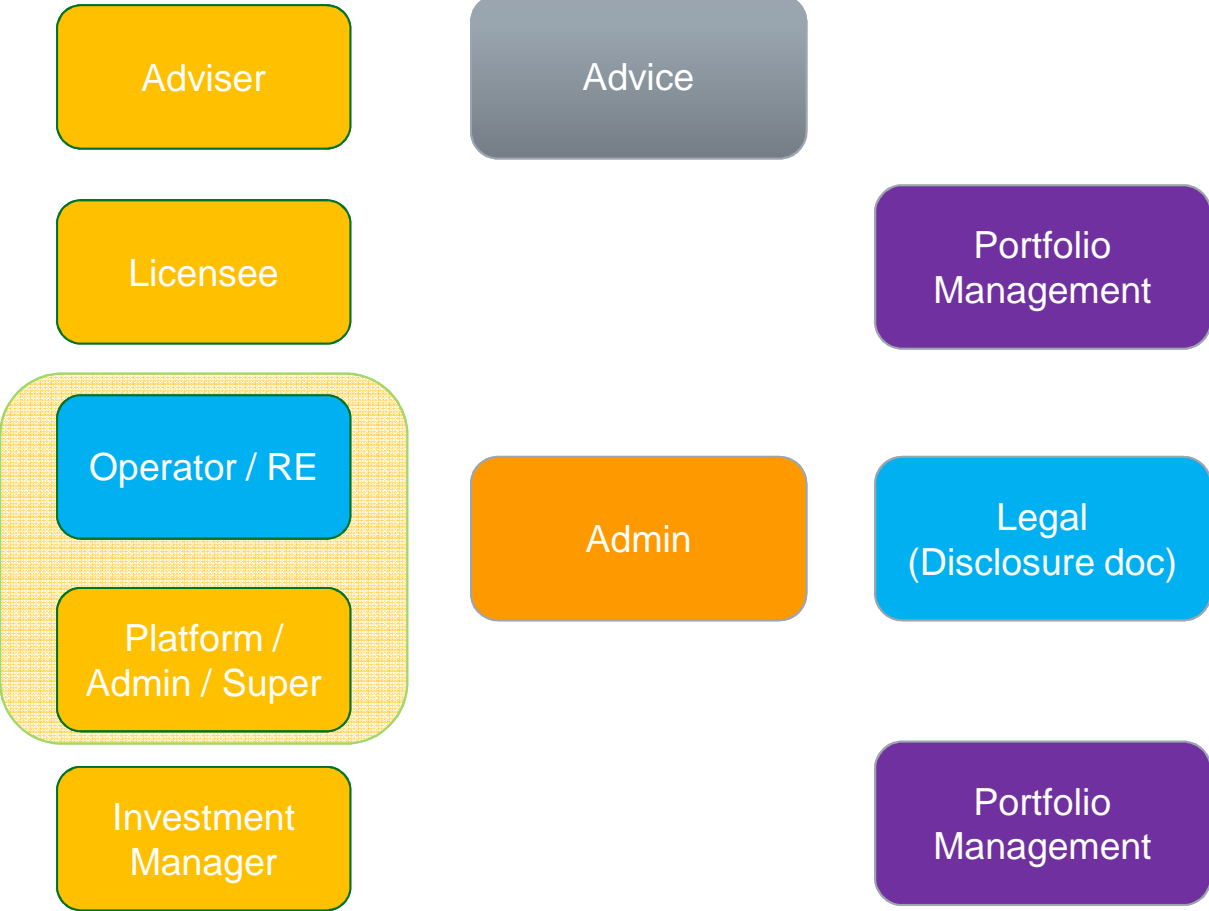 Adviser
Advice
Licensee
Portfolio
Management
Operator / RE
Admin
Legal
(Disclosure doc)
Platform /
Admin / Super
Investment
Manager
Portfolio
Management